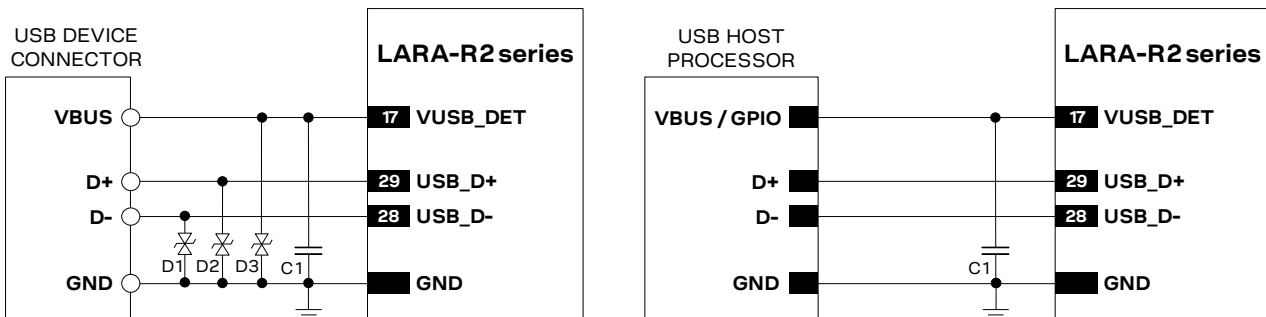 USB DEVICE
CONNECTOR
LARA-R2 series
VBUS
17 VUSB_DET
D+
29 USB_D+
D-
28 USB_D-
D1 D2 D3 C1
GND
GND
USB HOST
PROCESSOR
LARA-R2 series
VBUS / GPIO
17 VUSB_DET
D+
29 USB_D+
D-
28 USB_D-
C1
GND
GND